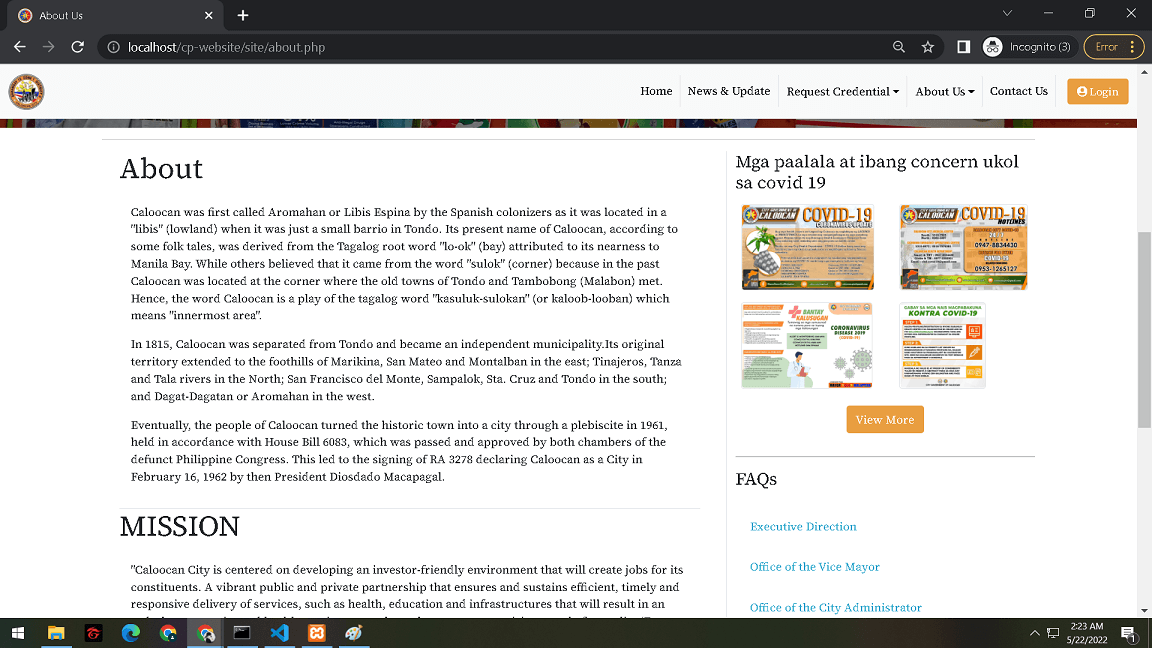 About Us
localhost/cp-website/site/about.php
Incognito (3)
Error
Home
News & Update
Request Credential
About Us
Contact Us
Login
About
Caloocan was first called Aromahan or Libis Espina by the Spanish colonizers as it was located in a
"libis" (lowland) when it was just a small barrio in Tondo. Its present name of Caloocan, according to
some folk tales, was derived from the Tagalog root word "lo-ok" (bay) attributed to its nearness to
Manila Bay. While others believed that it came from the word "sulok" (corner) because in the past
Caloocan was located at the corner where the old towns of Tondo and Tambobong (Malabon) met.
Hence, the word Caloocan is a play of the tagalog word "kasuluk-sulokan" (or kaloob-looban) which
means "innermost area".
In 1815, Caloocan was separated from Tondo and became an independent municipality.Its original
territory extended to the foothills of Marikina, San Mateo and Montalban in the east; Tinajeros, Tanza
and Tala rivers in the North; San Francisco del Monte, Sampalok, Sta. Cruz and Tondo in the south;
and Dagat-Dagatan or Aromahan in the west.
Eventually, the people of Caloocan turned the historic town into a city through a plebiscite in 1961,
held in accordance with House Bill 6083, which was passed and approved by both chambers of the
defunct Philippine Congress. This led to the signing of RA 3278 declaring Caloocan as a City in
February 16, 1962 by then President Diosdado Macapagal.
MISSION
"Caloocan City is centered on developing an investor-friendly environment that will create jobs for its
constituents. A vibrant public and private partnership that ensures and sustains efficient, timely and
responsive delivery of services, such as health, education and infrastructures that will result in an
Mga paalala at ibang concern ukol
sa covid 19
CALOOCAN
COVID-19
CALOOCAN
COVID-19
HOTLINES
0947-8834430
COVID-19
0953-1265127
BANTAY
KALUSUGAN
CORONAVIRUS
DISEASE 2019
(COVID-19)
GABAY SA MGA NAIS MAGPABAKUNA
KONTRA COVID-19
View More
FAQs
Executive Direction
Office of the Vice Mayor
Office of the City Administrator
2:23 AM
5/22/2022
1